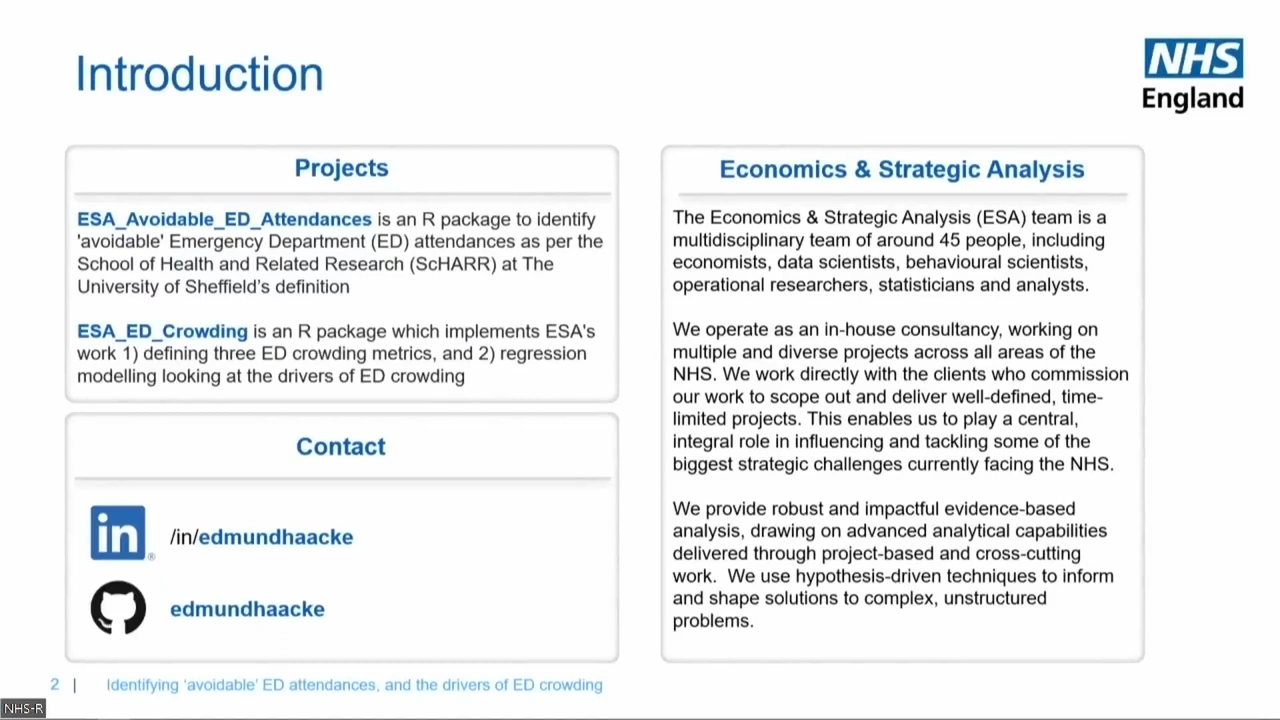 Introduction
NHS
England
Projects
ESA_Avoidable_ED_Attendances is an R package to identify
'avoidable' Emergency Department (ED) attendances as per the
School of Health and Related Research (ScHARR) at The
University of Sheffield’s definition
ESA_ED_Crowding is an R package which implements ESA's
work 1) defining three ED crowding metrics, and 2) regression
modelling looking at the drivers of ED crowding
Contact
in
®
/in/edmundhaacke
edmundhaacke
Economics & Strategic Analysis
The Economics & Strategic Analysis (ESA) team is a
multidisciplinary team of around 45 people, including
economists, data scientists, behavioural scientists,
operational researchers, statisticians and analysts.
We operate as an in-house consultancy, working on
multiple and diverse projects across all areas of the
NHS. We work directly with the clients who commission
our work to scope out and deliver well-defined, time-
limited projects. This enables us to play a central,
integral role in influencing and tackling some of the
biggest strategic challenges currently facing the NHS.
We provide robust and impactful evidence-based
analysis, drawing on advanced analytical capabilities
delivered through project-based and cross-cutting
work.  We use hypothesis-driven techniques to inform
and shape solutions to complex, unstructured
problems.
2 | Identifying ‘avoidable’ ED attendances, and the drivers of ED crowding
NHS-R